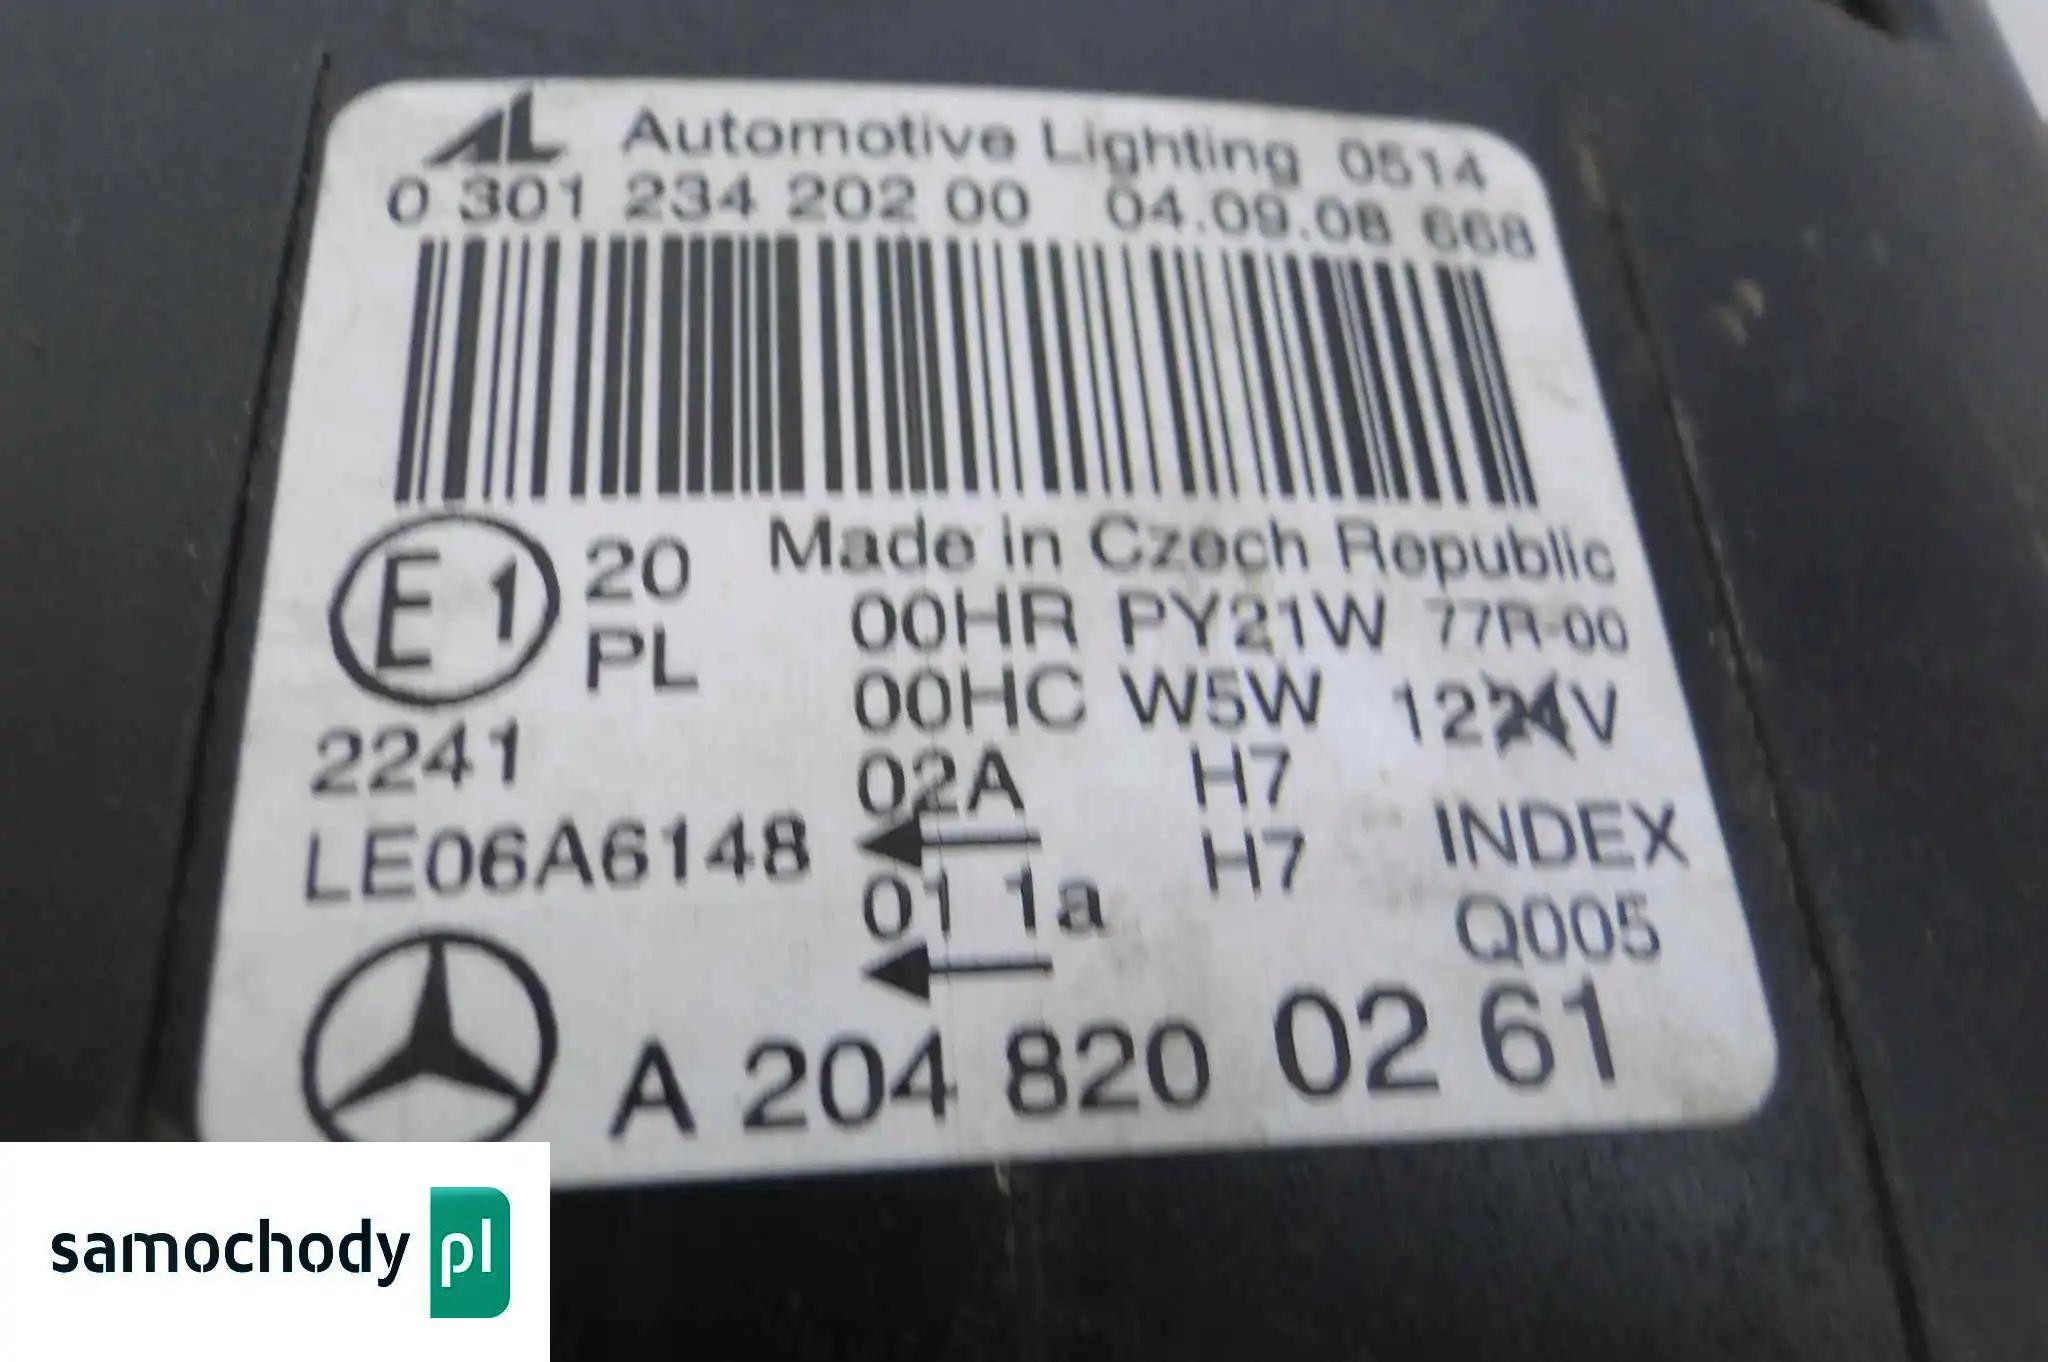 AL Automotive Lighting 0514
0 301 234 202 00 04.09.08 668
E1 20 Made in Czech Republic
PL 00HR PY21W 77R-00
00HC W5W 1224V
2241 02A H7
LE06A6148 H7 INDEX
01 1a Q005
A 204 820 02 61
samochody pl